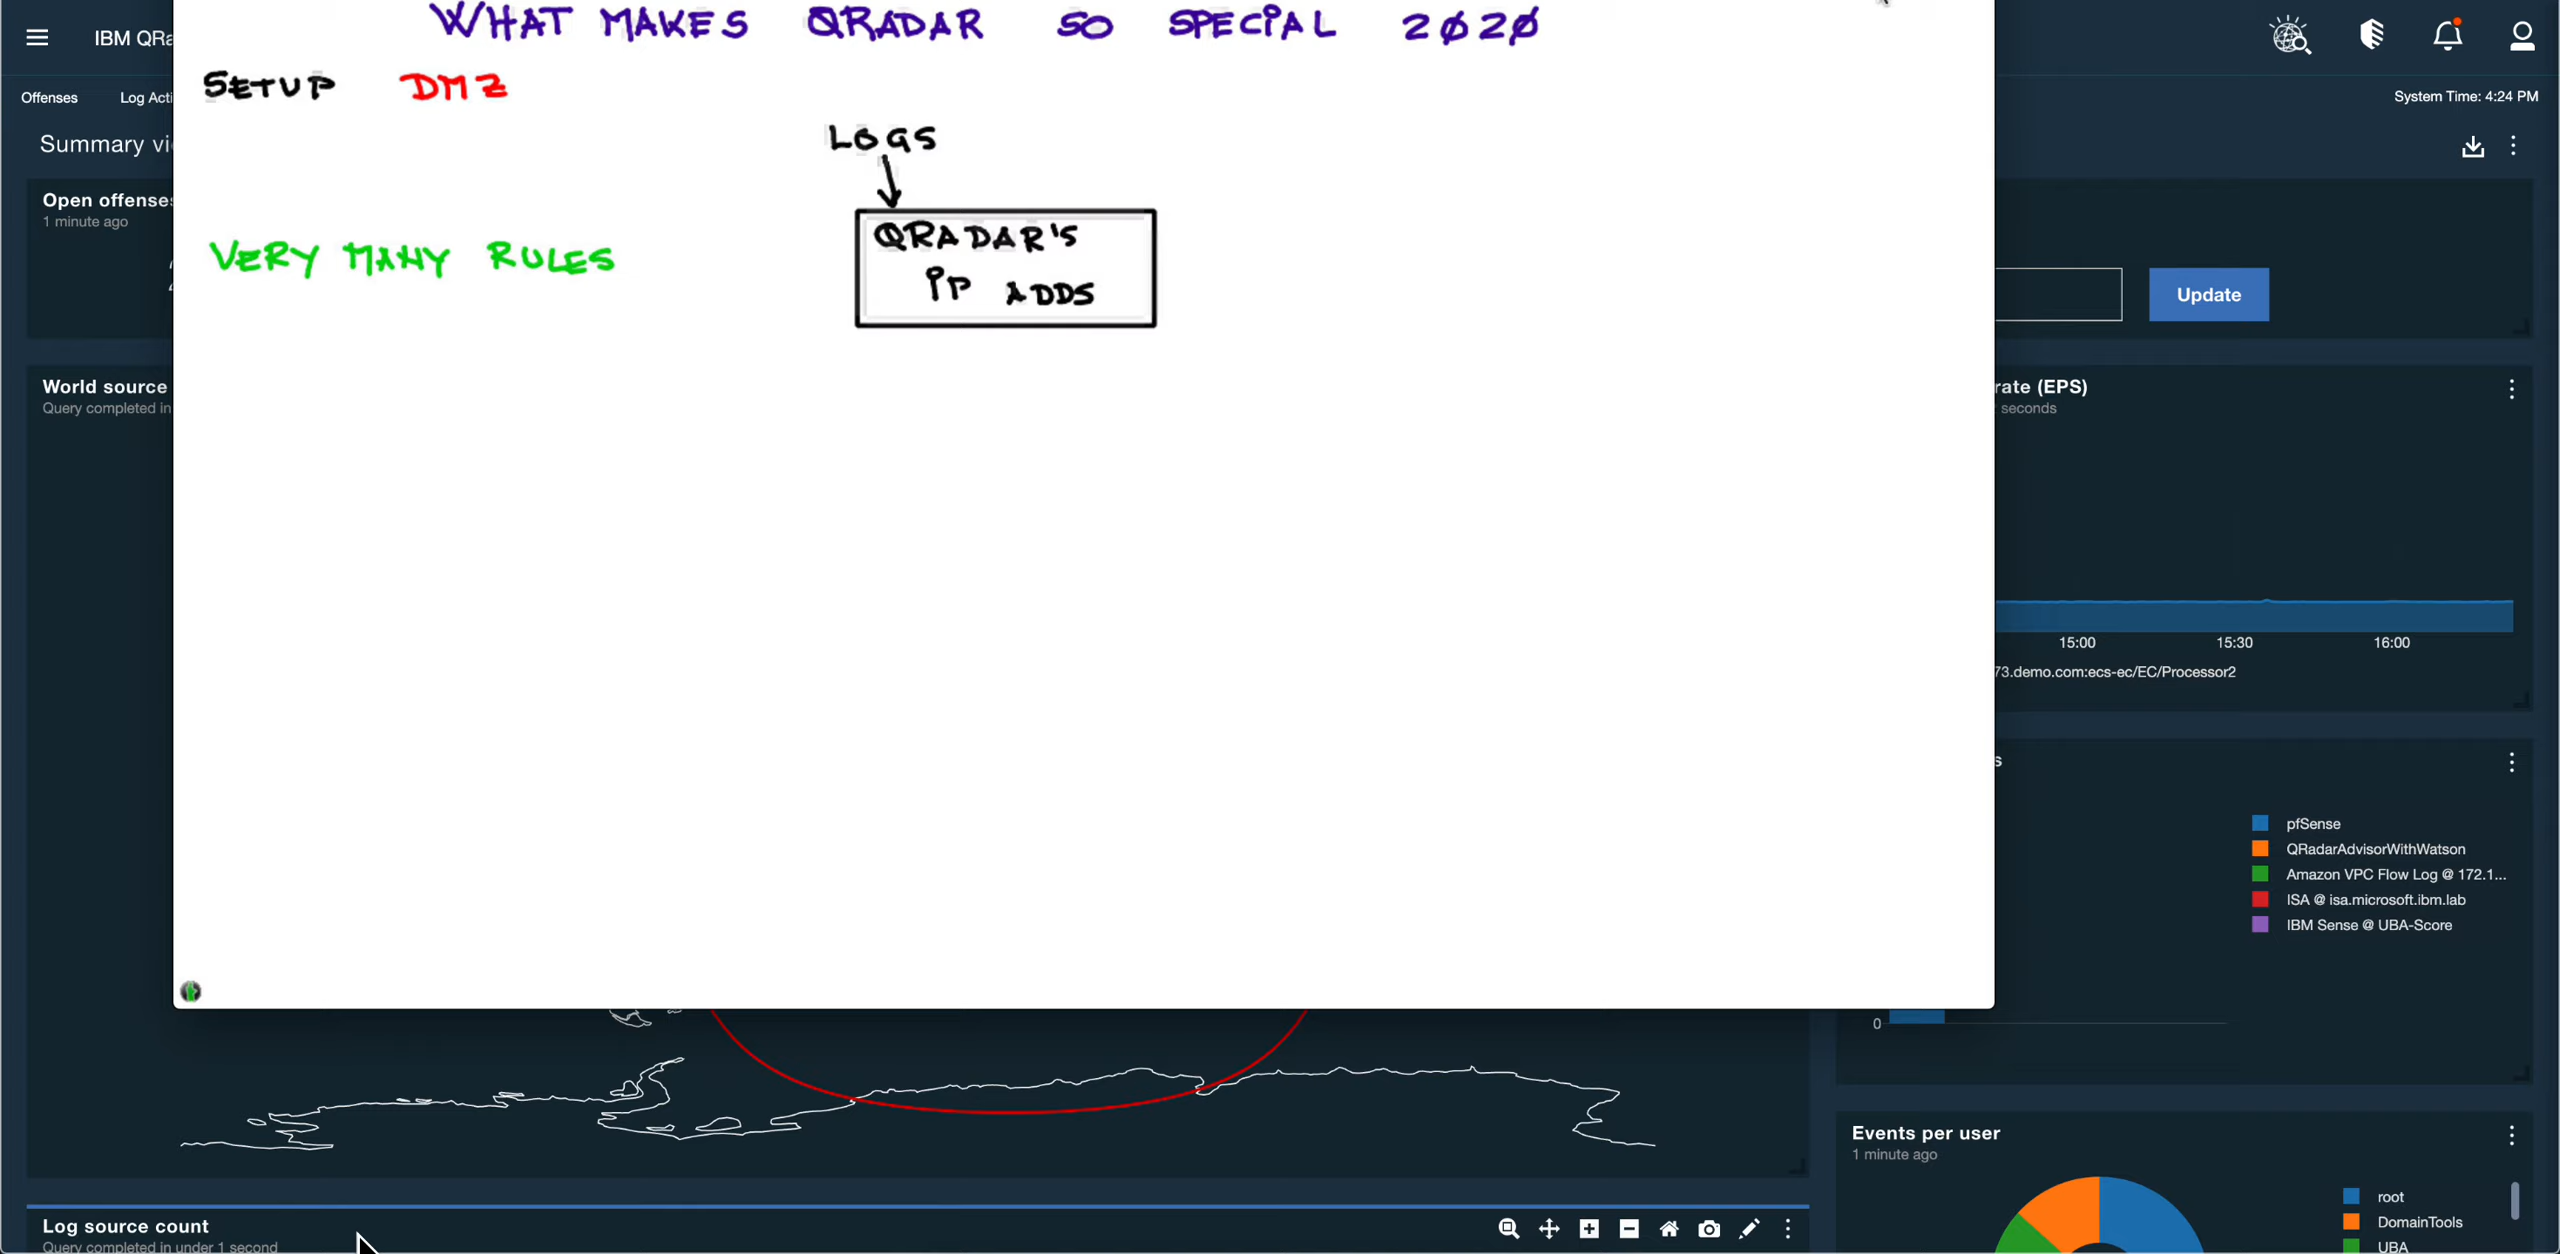 WHAT MAKES QRADAR SO SPECIAL 2020
IBM QRa
SETUP DMZ
Offenses
Log Acti
System Time: 4:24 PM
LOGS
Summary vi
Open offenses
1 minute ago
QRADAR'S
IP ADDS
VERY MANY RULES
Update
World source
Query completed in
rate (EPS)
seconds
15:00 15:30 16:00
73.demo.com:ecs-ec/EC/Processor2
s
pfSense
QRadarAdvisorWithWatson
Amazon VPC Flow Log @ 172.1...
ISA @ isa.microsoft.ibm.lab
IBM Sense @ UBA-Score
0
Events per user
1 minute ago
root
DomainTools
UBA
Log source count
Query completed in under 1 second